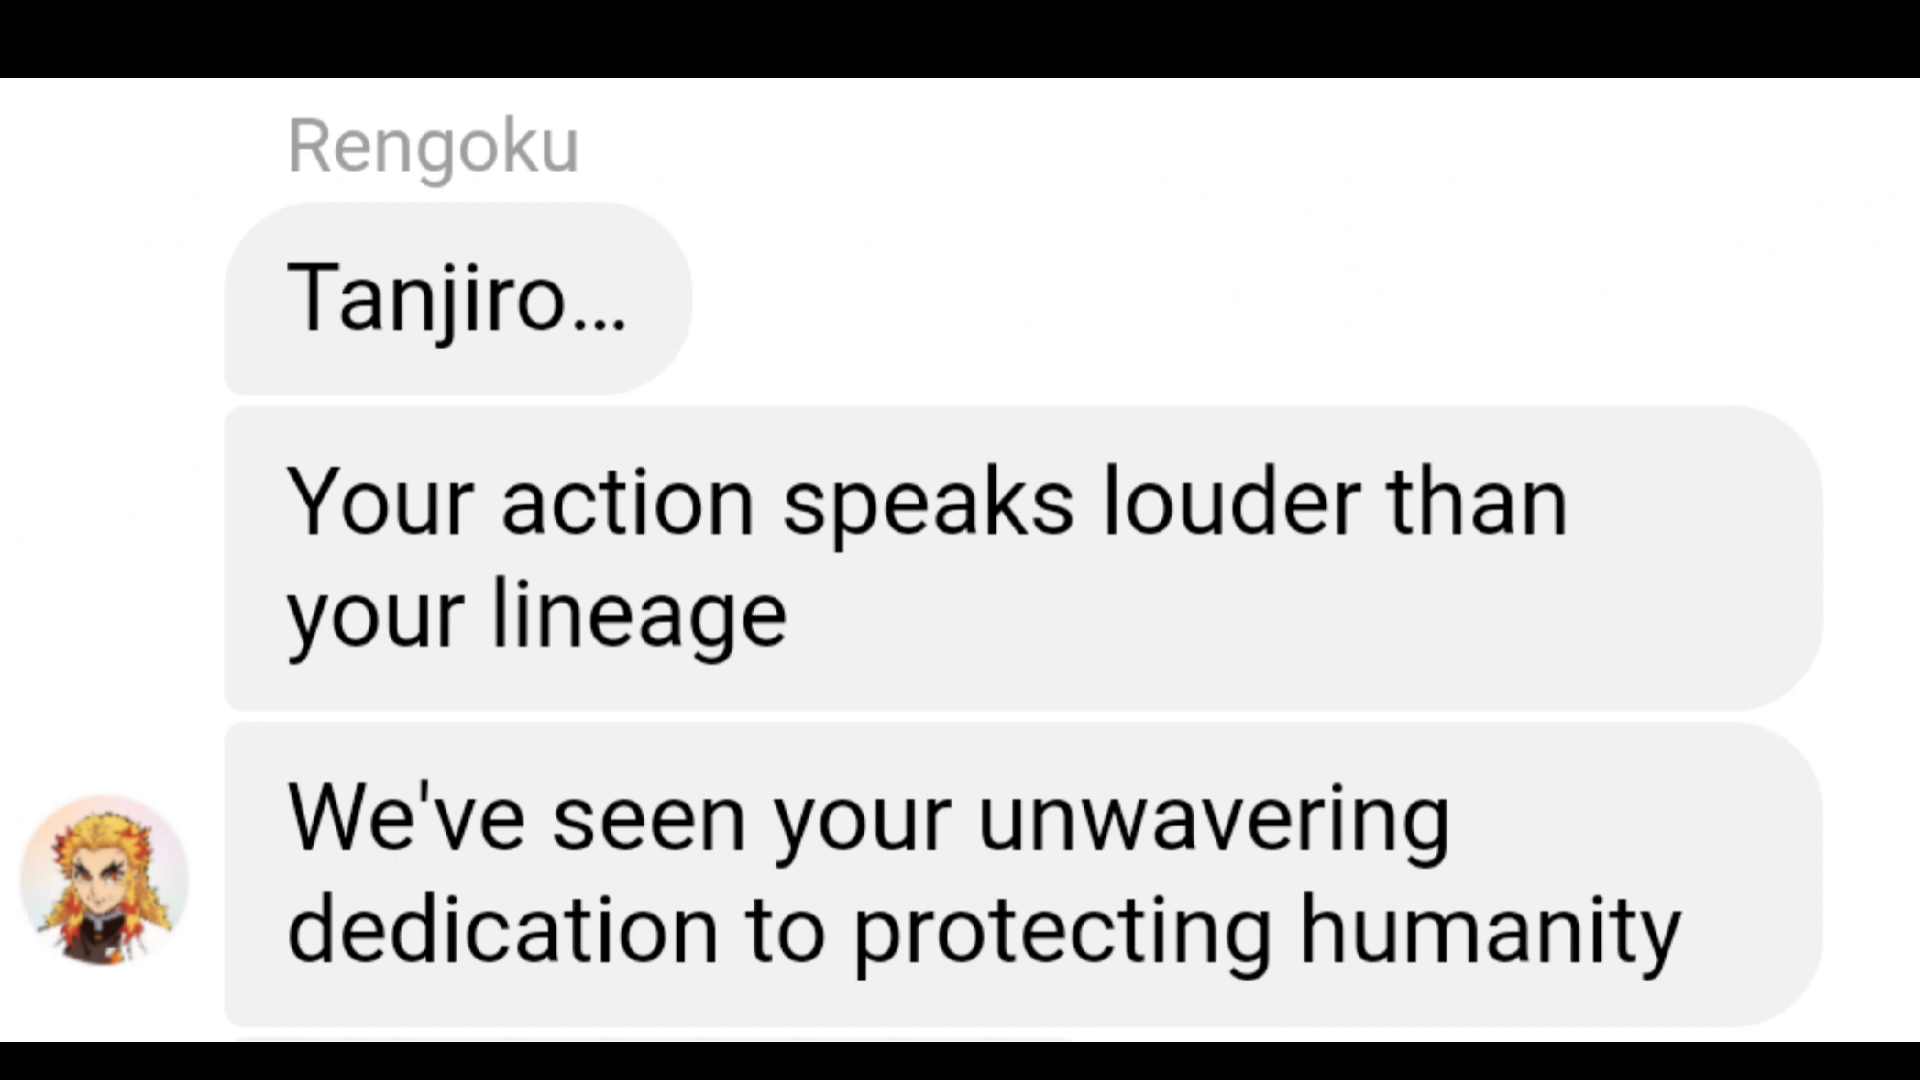 Rengoku
Tanjiro...
Your action speaks louder than
your lineage
We've seen your unwavering
dedication to protecting humanity